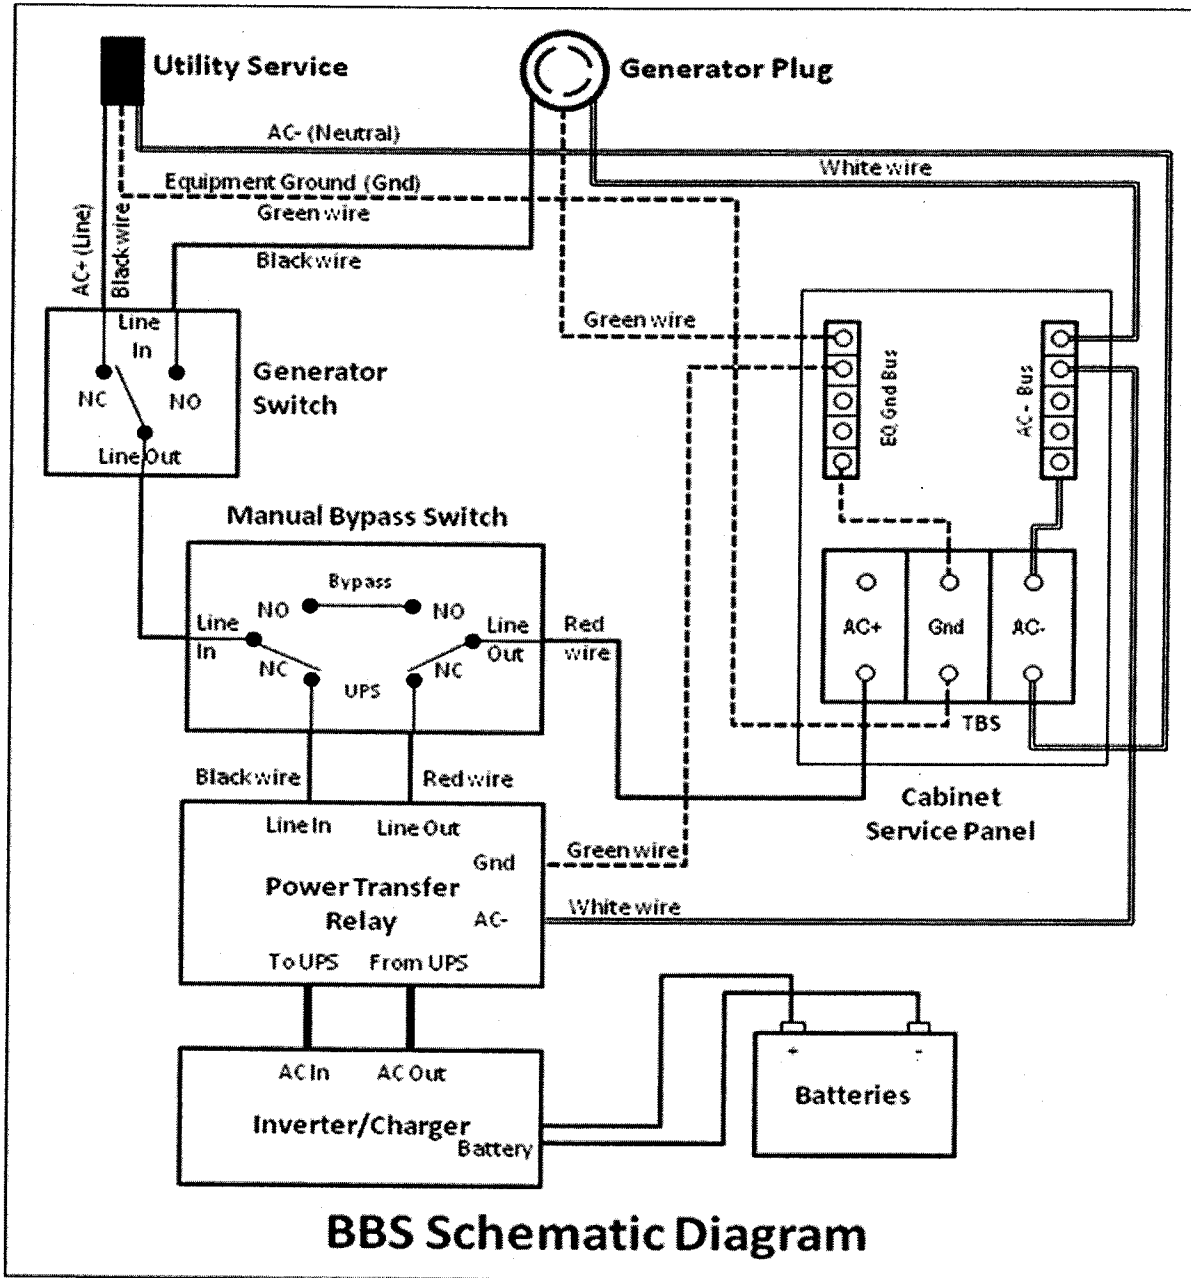 Utility Service
Generator Plug
AC- (Neutral)
White wire
Equipment Ground (Gnd)
Green wire
AC+ (Line)
Black wire
Black wire
Line
In
NC
NO
Line Out
Generator
Switch
Green wire
EQ Gnd Bus
AC- Bus
Manual Bypass Switch
Bypass
NO
NO
Line
In
Line
Out
NC
NC
UPS
Red
wire
AC+
Gnd
AC-
TBS
Black wire
Red wire
Cabinet
Service Panel
Line In
Line Out
Gnd
Green wire
Power Transfer
Relay
AC-
White wire
To UPS
From UPS
AC In
AC Out
Inverter/Charger
Battery
+
-
Batteries
BBS Schematic Diagram